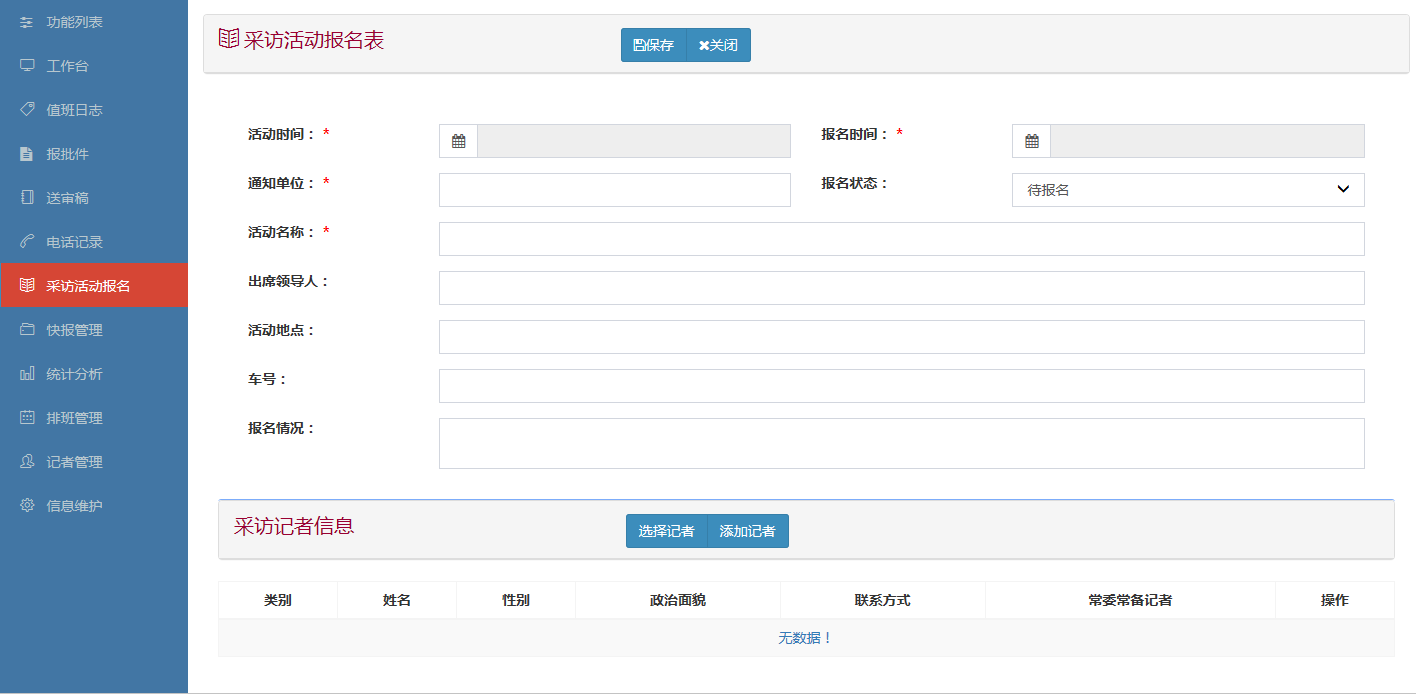 功能列表
工作台
值班日志
报批件
送审稿
电话记录
采访活动报名
快报管理
统计分析
排班管理
记者管理
信息维护
采访活动报名表
保存 关闭
活动时间： * 报名时间： *
通知单位： * 报名状态： 待报名
活动名称： *
出席领导人：
活动地点：
车号：
报名情况：
采访记者信息
选择记者 添加记者
类别 姓名 性别 政治面貌 联系方式 常委常备记者 操作
无数据！